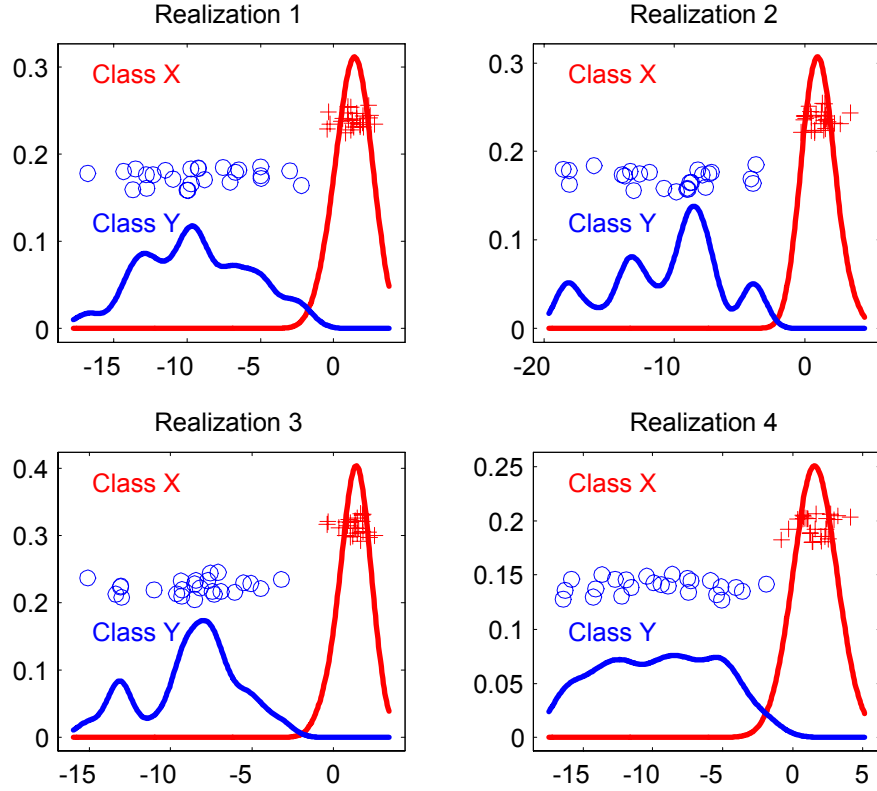 Realization 1
0.3
0.2
0.1
0
Class X
Class Y
-15 -10 -5 0
Realization 2
0.3
0.2
0.1
0
Class X
Class Y
-20 -10 0
Realization 3
0.4
0.3
0.2
0.1
0
Class X
Class Y
-15 -10 -5 0
Realization 4
0.25
0.2
0.15
0.1
0.05
0
Class X
Class Y
-15 -10 -5 0 5